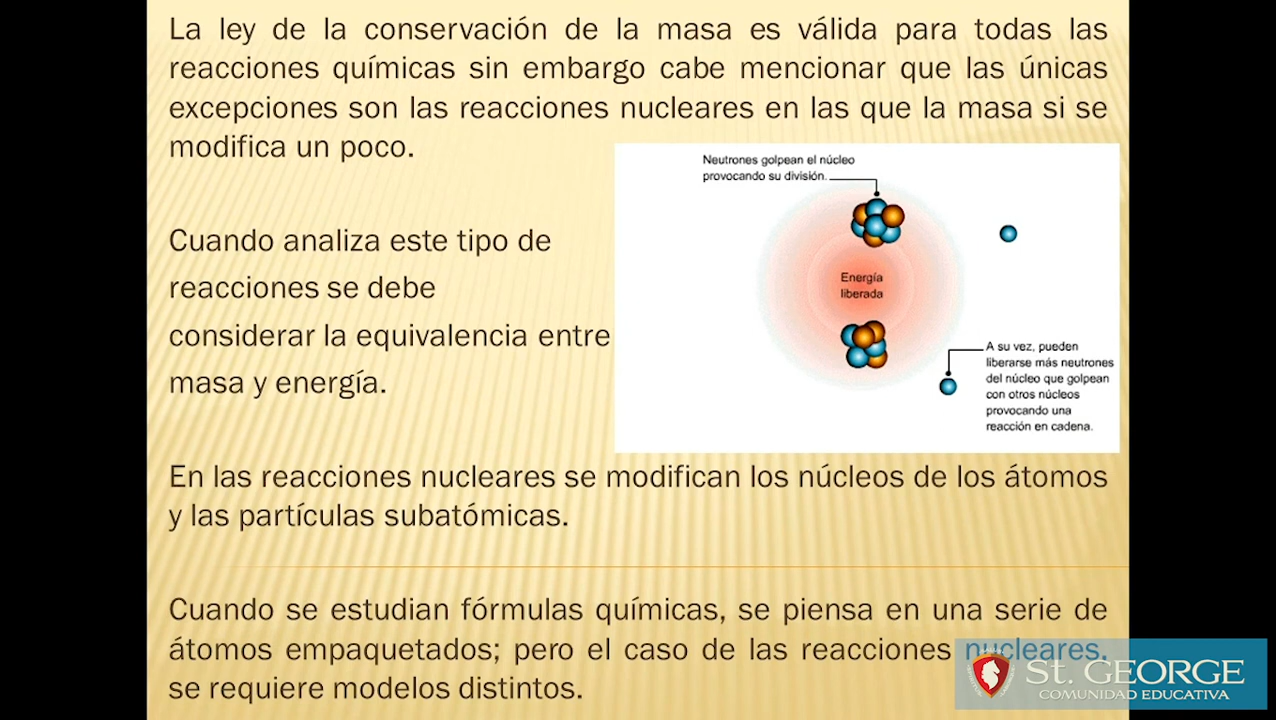 La ley de la conservación de la masa es válida para todas las
reacciones químicas sin embargo cabe mencionar que las únicas
excepciones son las reacciones nucleares en las que la masa si se
modifica un poco.
Neutrones golpean el núcleo
provocando su división.
Cuando analiza este tipo de
reacciones se debe
considerar la equivalencia entre
masa y energía.
Energía
liberada
A su vez, pueden
liberarse más neutrones
del núcleo que golpean
con otros núcleos
provocando una
reacción en cadena.
En las reacciones nucleares se modifican los núcleos de los átomos
y las partículas subatómicas.
Cuando se estudian fórmulas químicas, se piensa en una serie de
átomos empaquetados; pero el caso de las reacciones nucleares,
se requiere modelos distintos.
St. GEORGE
COMUNIDAD EDUCATIVA